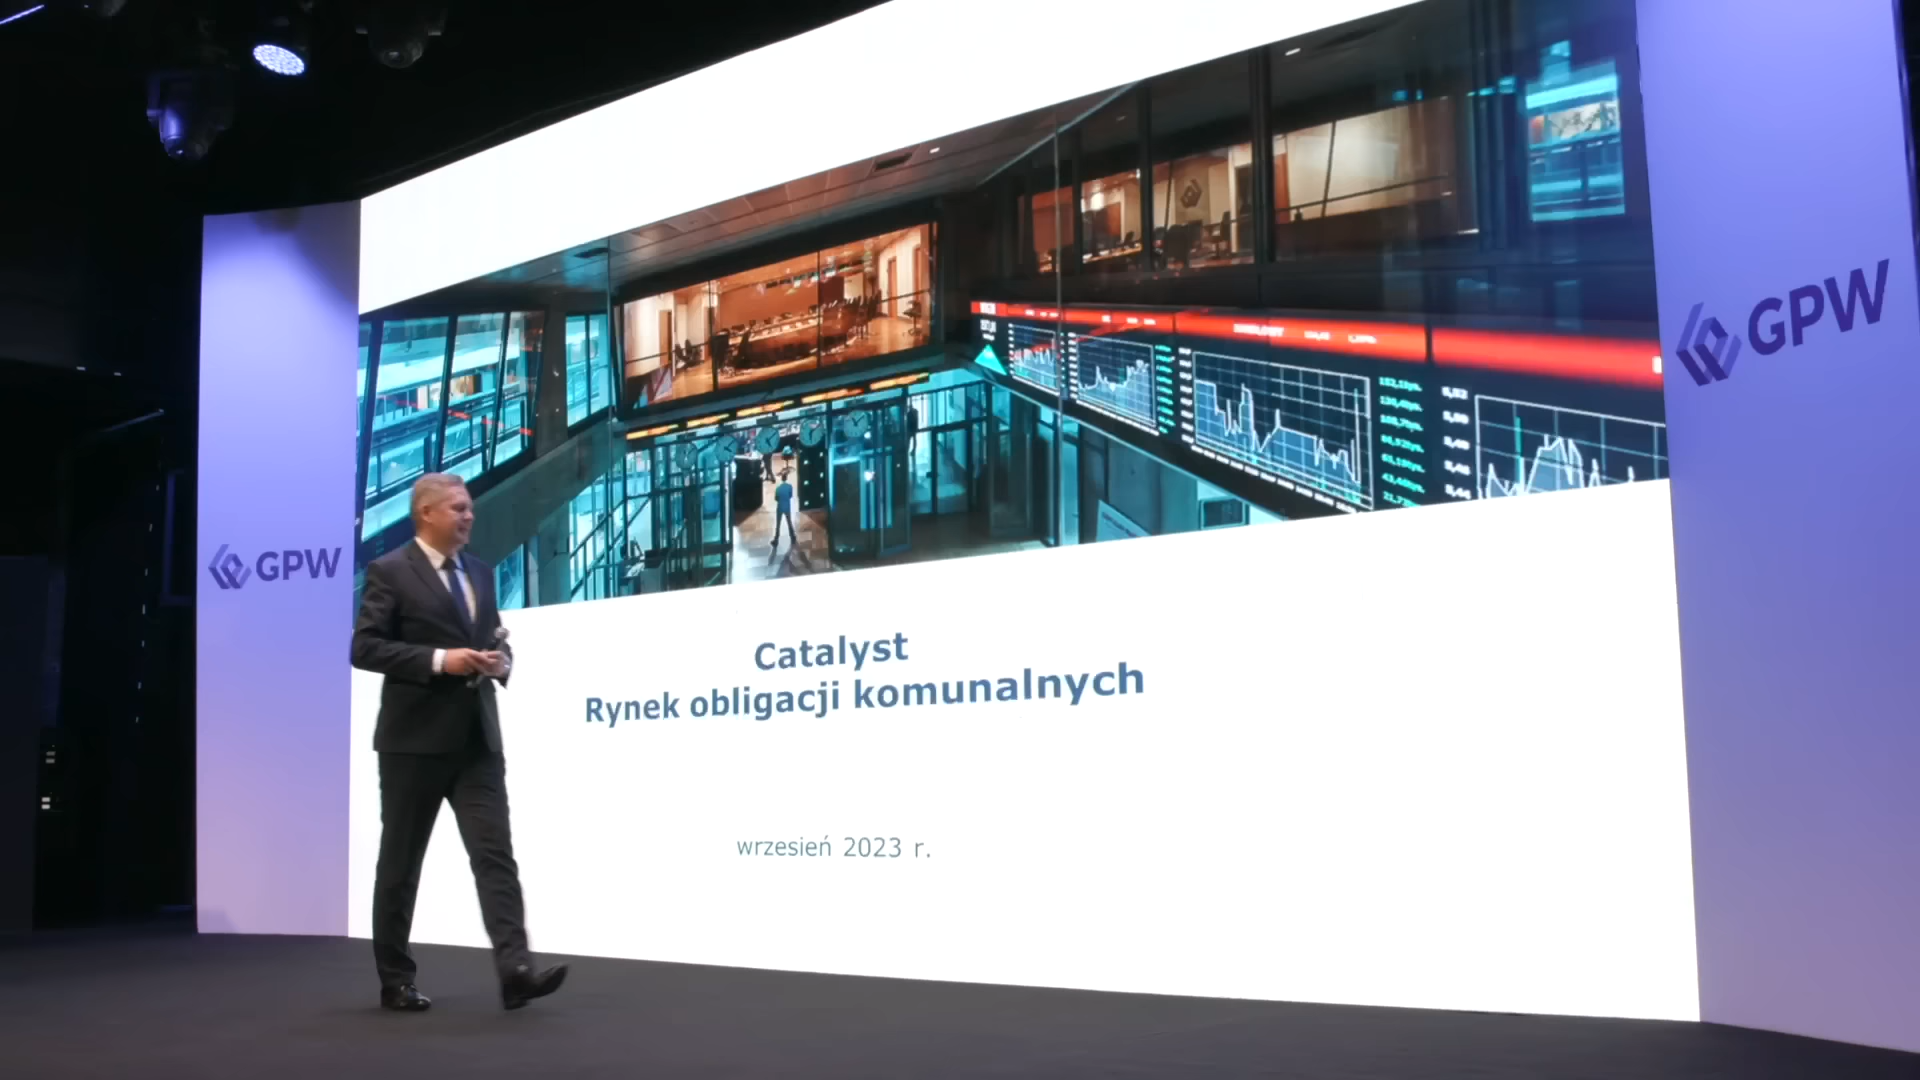 GPW
GPW
Catalyst
Rynek obligacji komunalnych
wrzesień 2023 r.